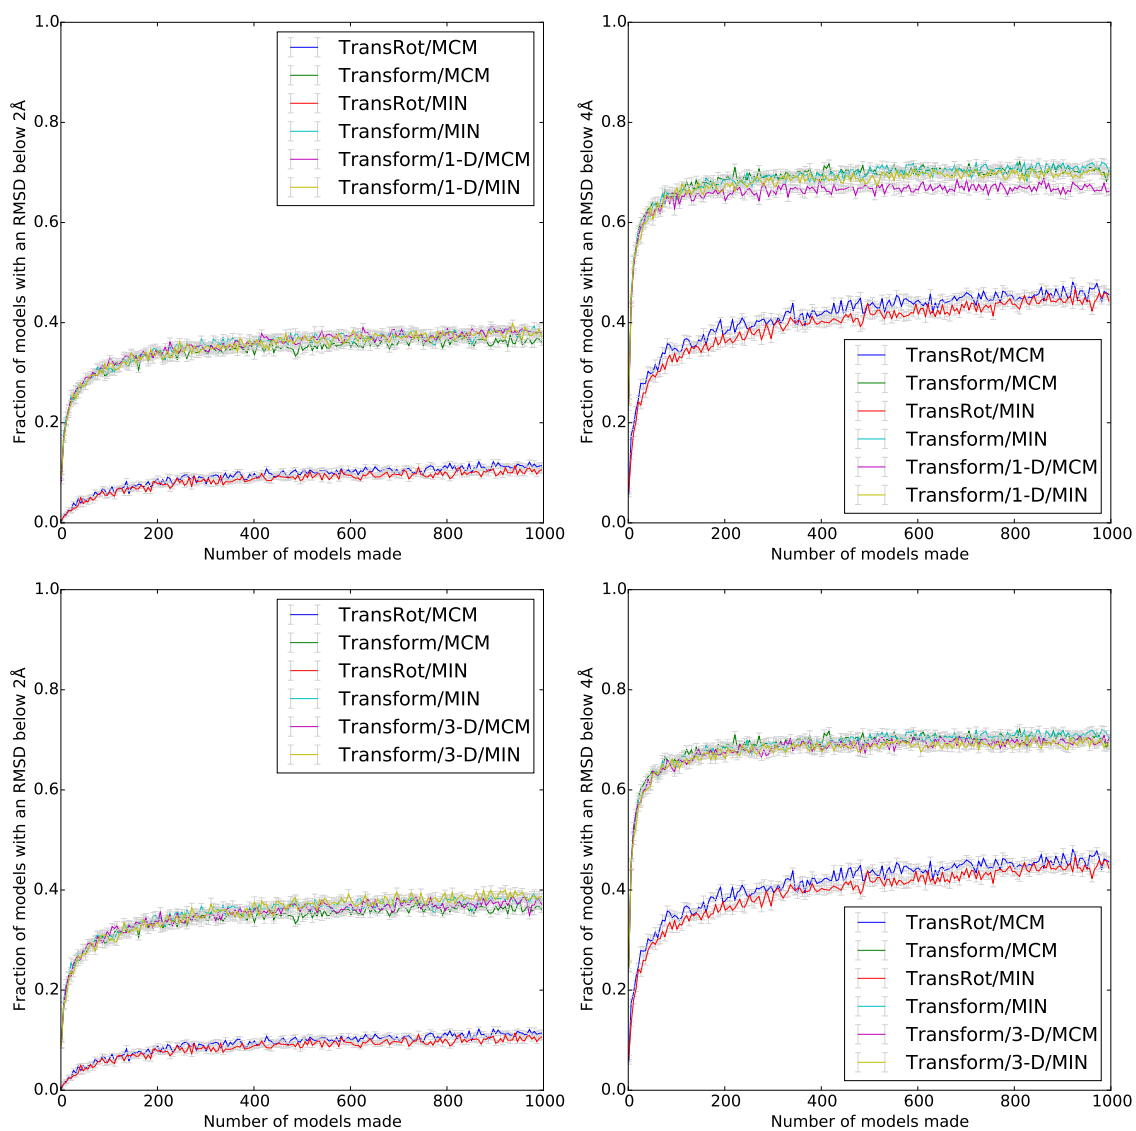 Fraction of models with an RMSD below 2Å
1.0
0.8
0.6
0.4
0.2
0.0
TransRot/MCM
Transform/MCM
TransRot/MIN
Transform/MIN
Transform/1-D/MCM
Transform/1-D/MIN
0 200 400 600 800 1000
Number of models made
Fraction of models with an RMSD below 4Å
1.0
0.8
0.6
0.4
0.2
0.0
TransRot/MCM
Transform/MCM
TransRot/MIN
Transform/MIN
Transform/1-D/MCM
Transform/1-D/MIN
0 200 400 600 800 1000
Number of models made
Fraction of models with an RMSD below 2Å
1.0
0.8
0.6
0.4
0.2
0.0
TransRot/MCM
Transform/MCM
TransRot/MIN
Transform/MIN
Transform/3-D/MCM
Transform/3-D/MIN
0 200 400 600 800 1000
Number of models made
Fraction of models with an RMSD below 4Å
1.0
0.8
0.6
0.4
0.2
0.0
TransRot/MCM
Transform/MCM
TransRot/MIN
Transform/MIN
Transform/3-D/MCM
Transform/3-D/MIN
0 200 400 600 800 1000
Number of models made